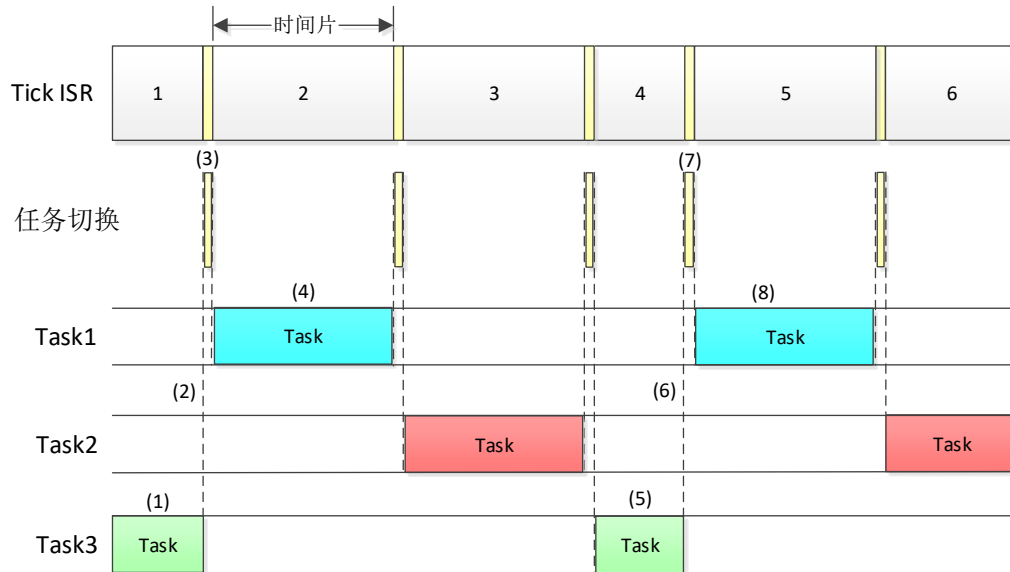 时间片
Tick ISR 1 2 3 4 5 6
(3) (7)
任务切换
(4) (8)
Task1 Task Task
(2) (6)
Task2 Task Task
(1) (5)
Task3 Task Task